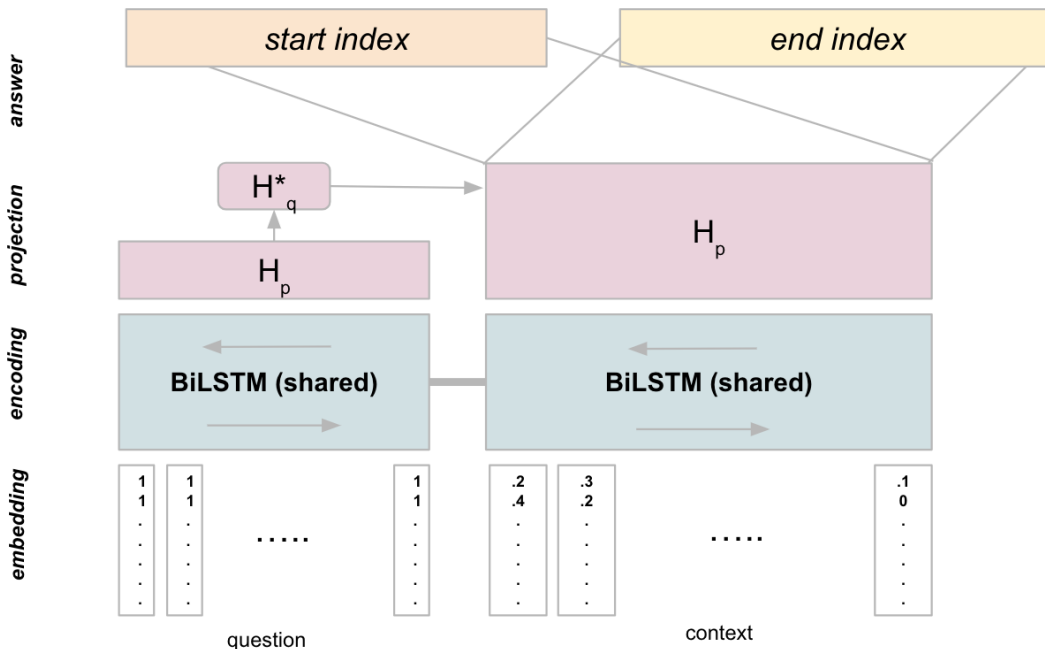 answer
start index
end index
projection
H*q
Hp
Hp
encoding
BiLSTM (shared)
BiLSTM (shared)
embedding
1 1 1 .2 .3 .1
1 1 1 .4 .2 0
. . . . . .
. . . . . .
..... .....
. . . . . .
. . . . . .
. . . . . .
question
context